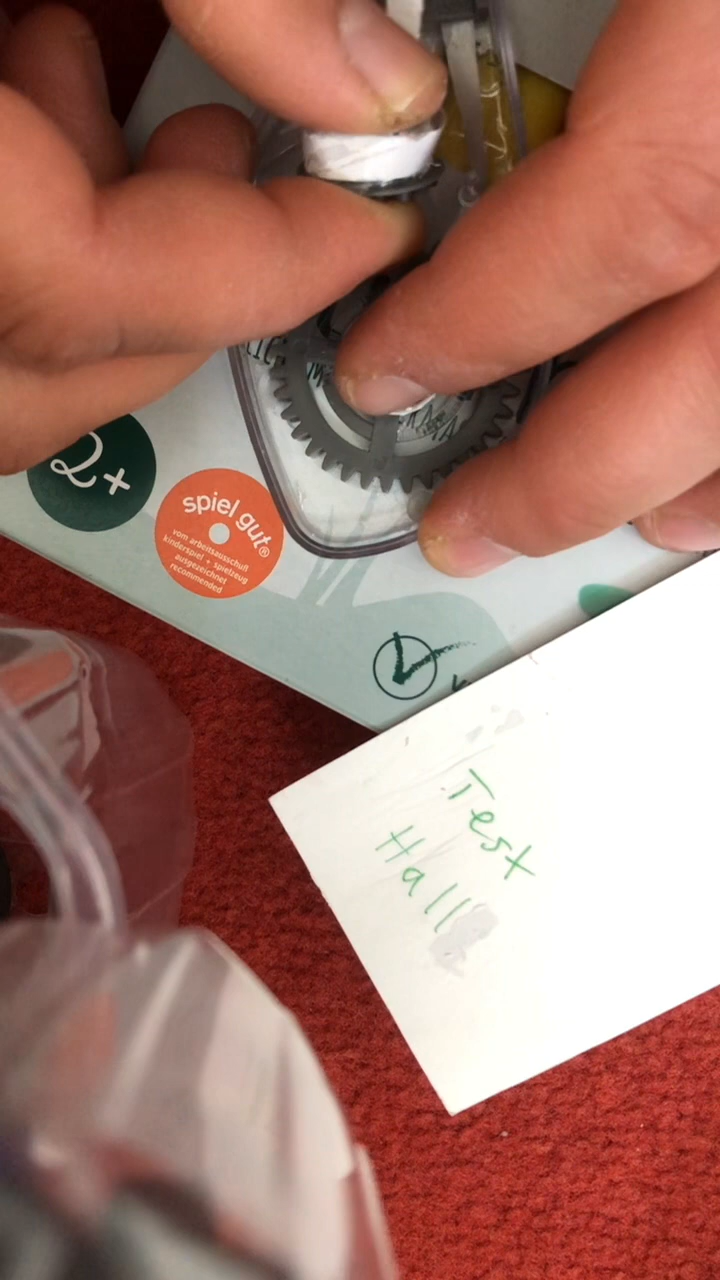 2+
spiel gut®
vom arbeitsausschuß
kinderspiel + spielzeug
ausgezeichnet
recommended
Test
Hall